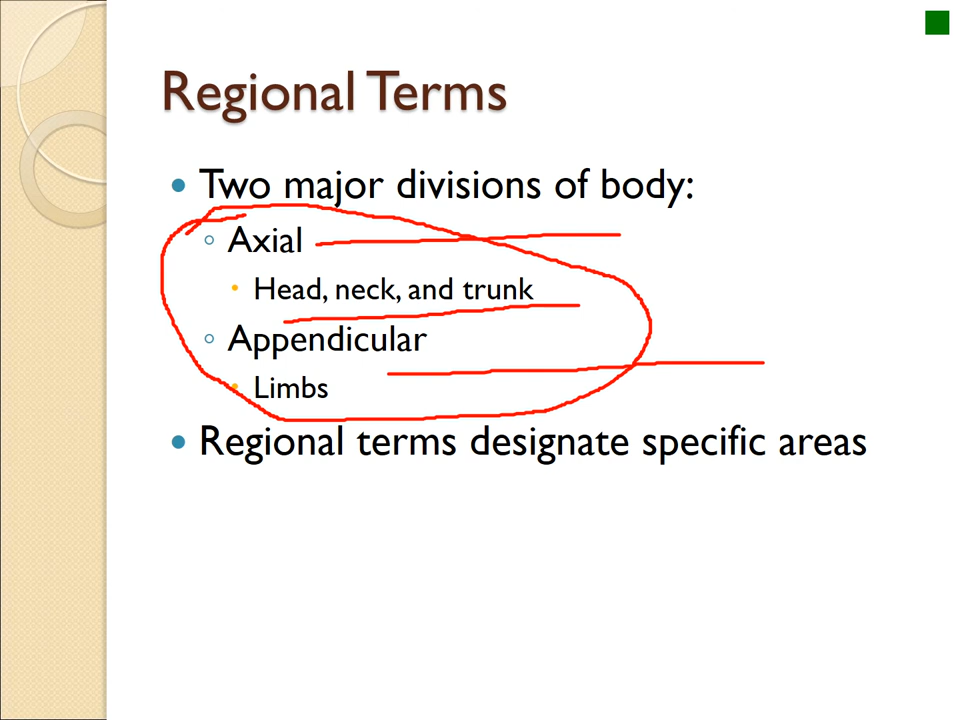 Regional Terms
Two major divisions of body:
Axial
Head, neck, and trunk
Appendicular
Limbs
Regional terms designate specific areas